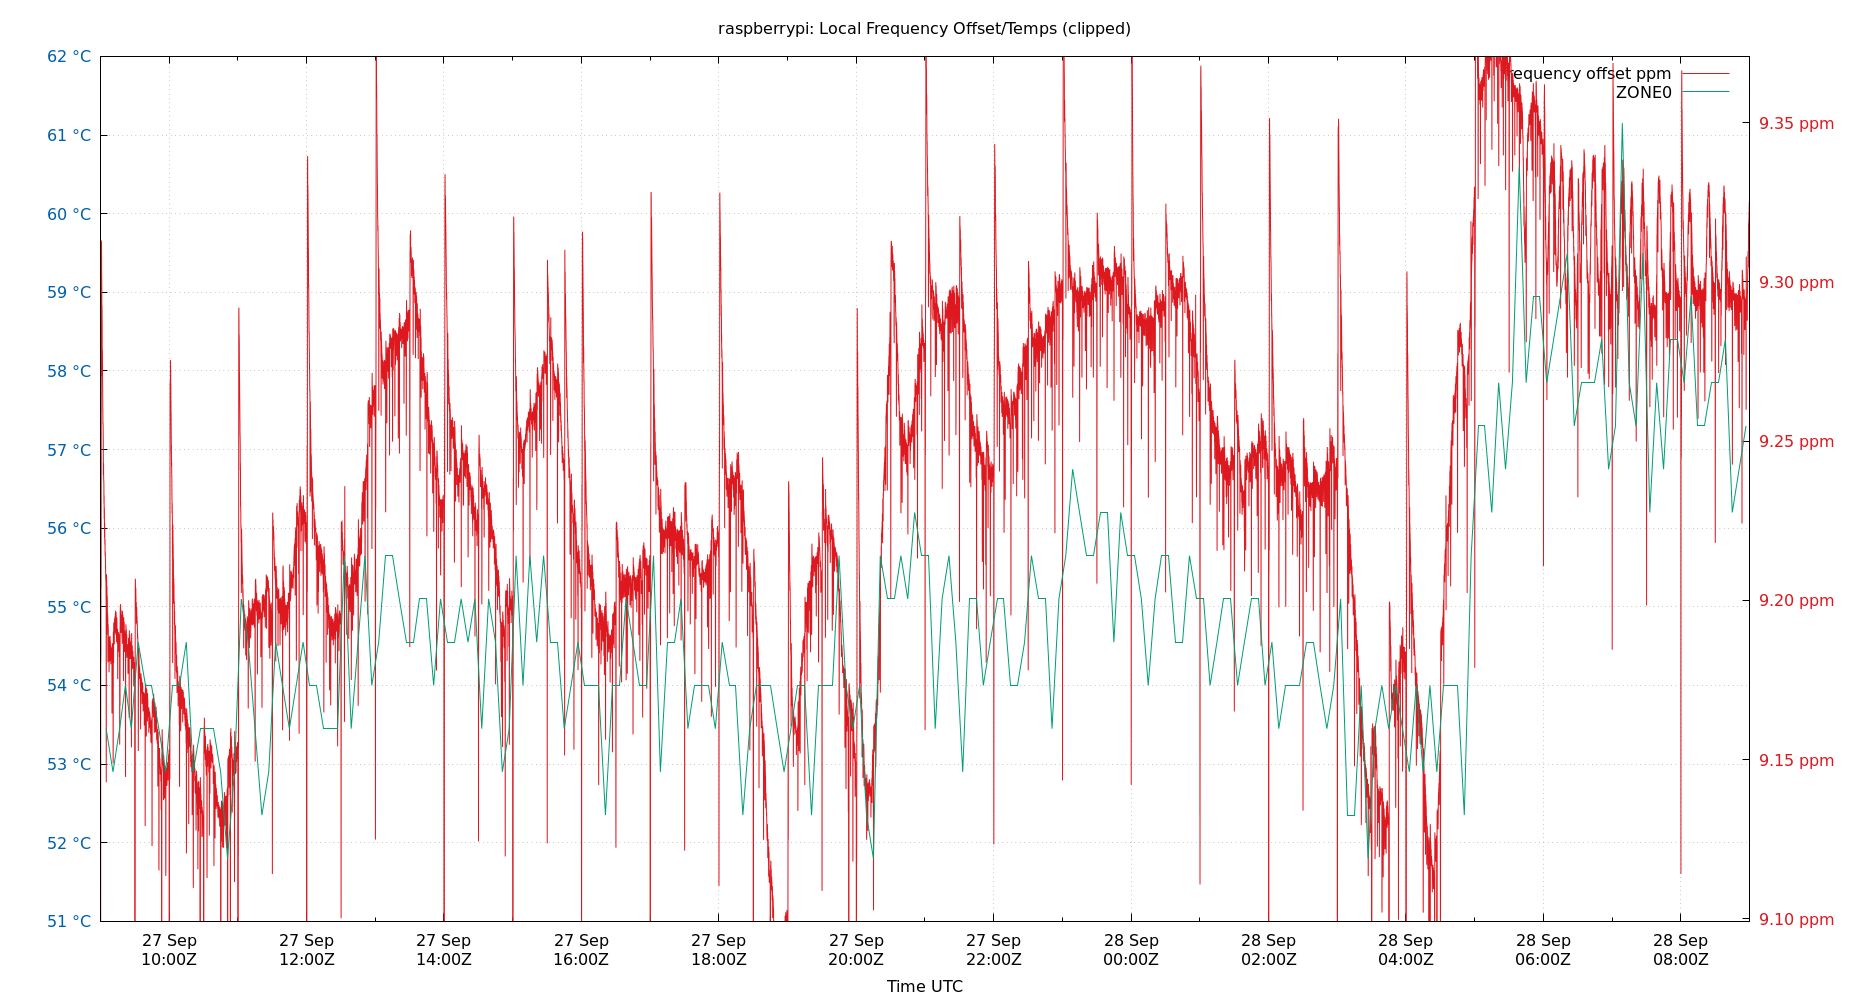 raspberrypi: Local Frequency Offset/Temps (clipped)
62 °C
61 °C
60 °C
59 °C
58 °C
57 °C
56 °C
55 °C
54 °C
53 °C
52 °C
51 °C
frequency offset ppm
ZONE0
9.35 ppm
9.30 ppm
9.25 ppm
9.20 ppm
9.15 ppm
9.10 ppm
27 Sep
10:00Z
27 Sep
12:00Z
27 Sep
14:00Z
27 Sep
16:00Z
27 Sep
18:00Z
27 Sep
20:00Z
27 Sep
22:00Z
28 Sep
00:00Z
28 Sep
02:00Z
28 Sep
04:00Z
28 Sep
06:00Z
28 Sep
08:00Z
Time UTC